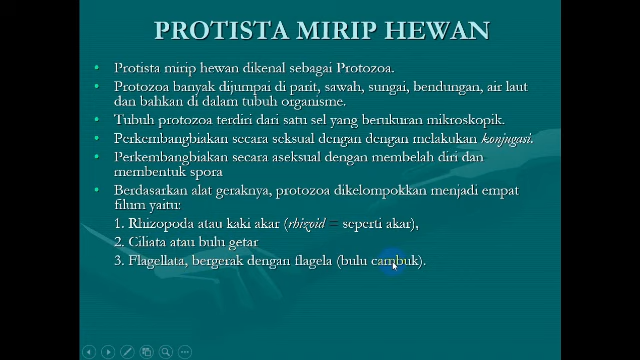 PROTISTA MIRIP HEWAN
• Protista mirip hewan dikenal sebagai Protozoa.
• Protozoa banyak dijumpai di parit, sawah, sungai, bendungan, air laut
dan bahkan di dalam tubuh organisme.
• Tubuh protozoa terdiri dari satu sel yang berukuran mikroskopik.
• Perkembangbiakan secara seksual dengan dengan melakukan konjugasi.
• Perkembangbiakan secara aseksual dengan membelah diri dan
membentuk spora
• Berdasarkan alat geraknya, protozoa dikelompokkan menjadi empat
filum yaitu:
1. Rhizopoda atau kaki akar (rhizoid = seperti akar),
2. Ciliata atau bulu getar
3. Flagellata, bergerak dengan flagela (bulu cambuk).